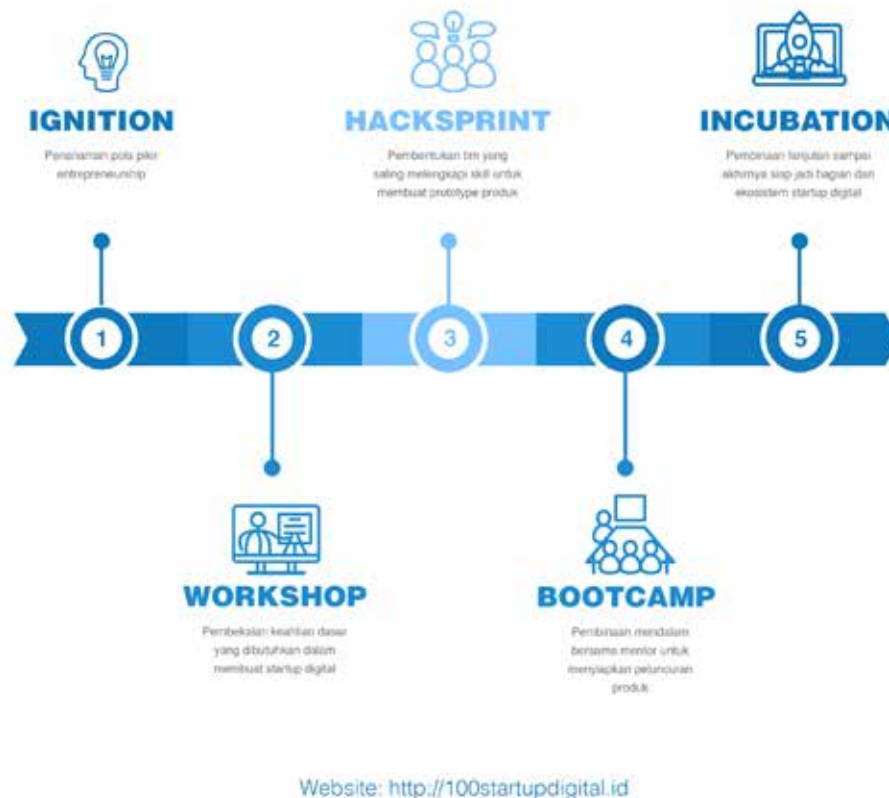 IGNITION
Penanaman pola pikir
entrepreneurship
HACKSPRINT
Pembentukan tim yang
saling melengkapi skill untuk
membuat prototype produk
INCUBATION
Pembinaan lanjutan sampai
akhirnya siap jadi bagian dari
ekosistem startup digital
1
2
3
4
5
WORKSHOP
Pembekalan keahlian dasar
yang dibutuhkan dalam
membuat startup digital
BOOTCAMP
Pembinaan mendalam
bersama mentor untuk
menyiapkan peluncuran
produk
Website: http://100startupdigital.id